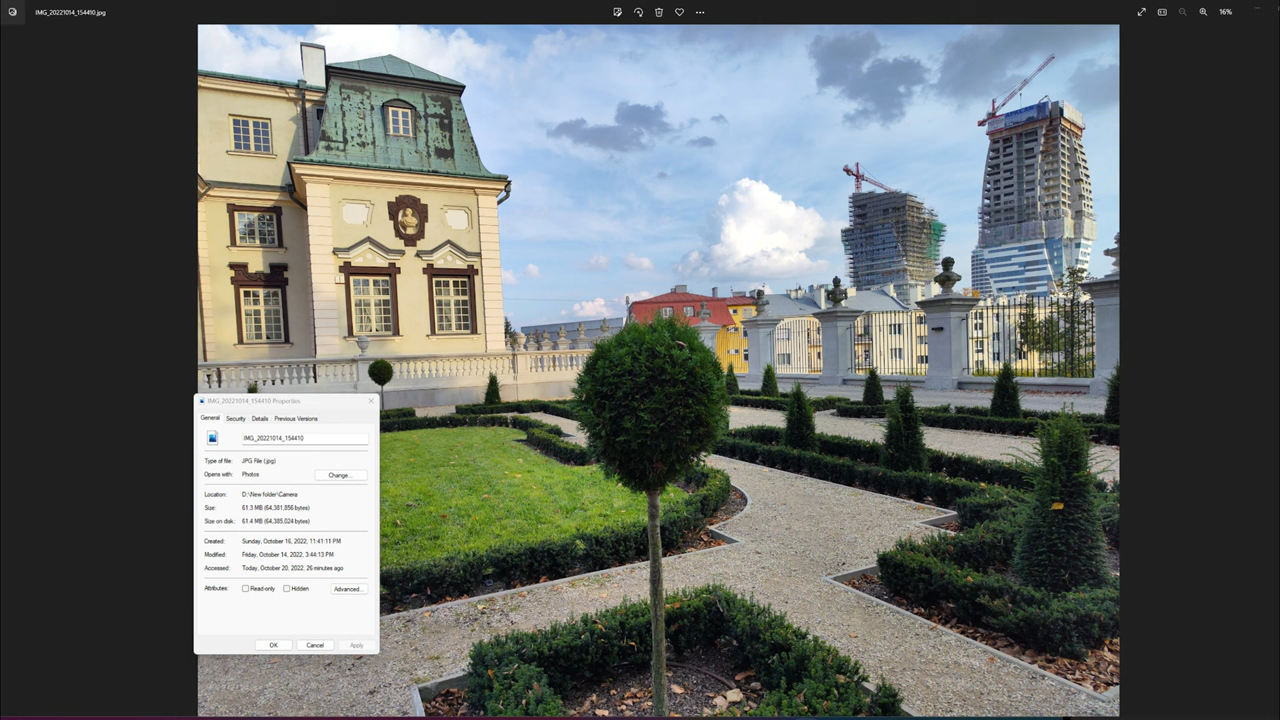 IMG_20221014_154410.jpg
16%
IMG_20221014_154410 Properties
General Security Details Previous Versions
IMG_20221014_154410
Type of file: JPG File (.jpg)
Opens with: Photos Change...
Location: D:\New folder\Camera
Size: 61.3 MB (64,381,856 bytes)
Size on disk: 61.4 MB (64,385,024 bytes)
Created: Sunday, October 16, 2022, 11:41:11 PM
Modified: Friday, October 14, 2022, 3:44:13 PM
Accessed: Today, October 20, 2022, 26 minutes ago
Attributes: Read-only Hidden Advanced...
OK Cancel Apply